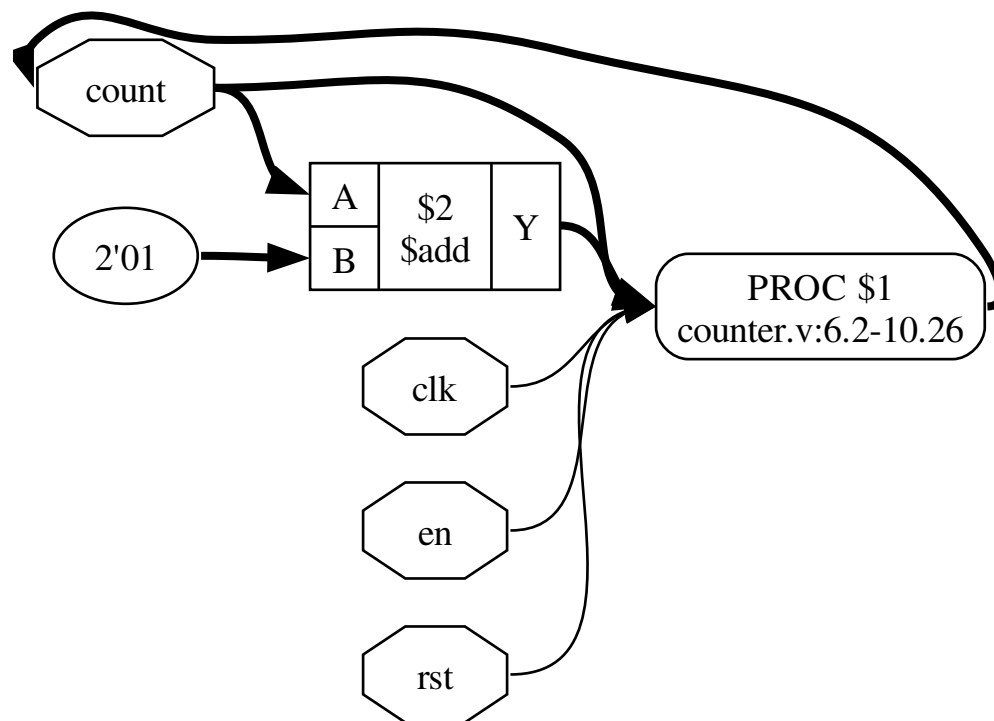 count
2'01
A
B
$2
$add
Y
PROC $1
counter.v:6.2-10.26
clk
en
rst